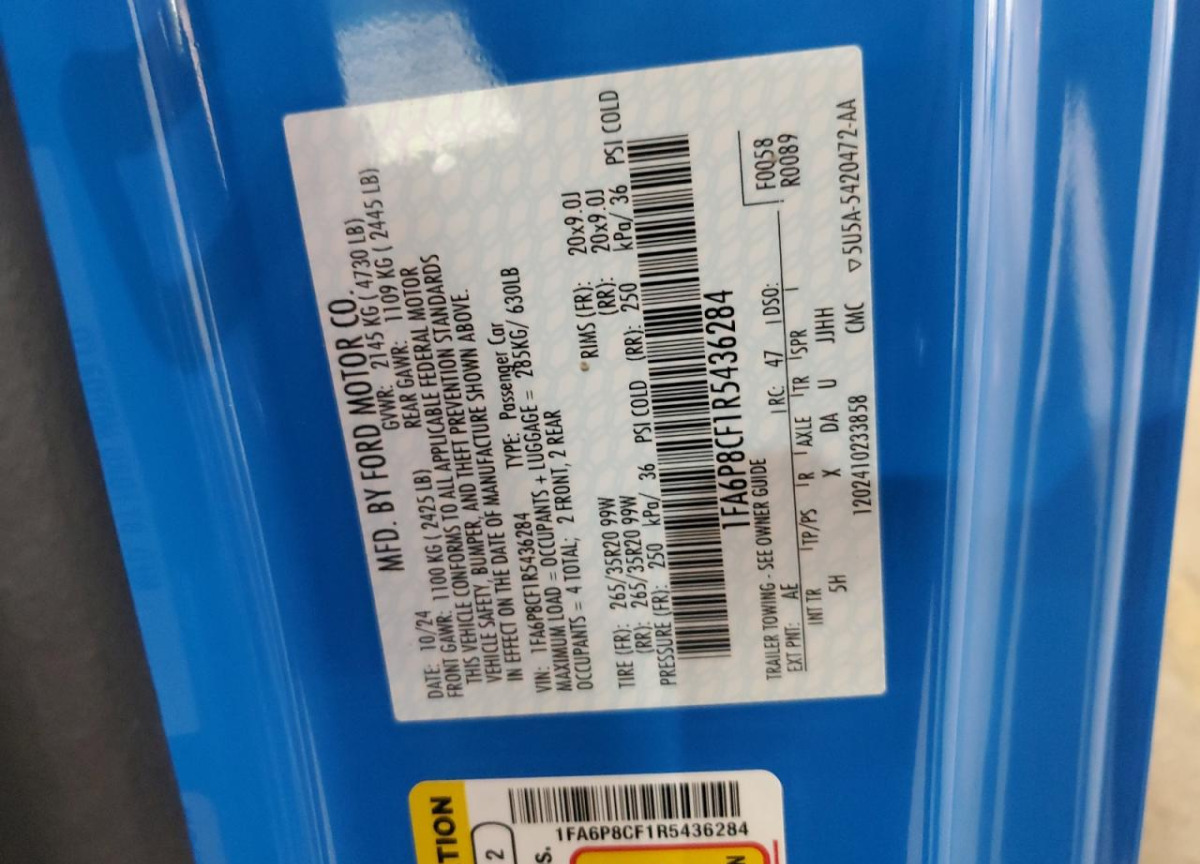 MFD. BY FORD MOTOR CO.
DATE: 10/24 GVWR: 2145 KG ( 4730 LB)
FRONT GAWR: 1100 KG ( 2425 LB) REAR GAWR: 1109 KG ( 2445 LB)
THIS VEHICLE CONFORMS TO ALL APPLICABLE FEDERAL MOTOR
VEHICLE SAFETY, BUMPER, AND THEFT PREVENTION STANDARDS
IN EFFECT ON THE DATE OF MANUFACTURE SHOWN ABOVE.
VIN: 1FA6P8CF1R5436284 TYPE: Passenger Car
MAXIMUM LOAD = OCCUPANTS + LUGGAGE = 285KG/ 630LB
OCCUPANTS = 4 TOTAL; 2 FRONT, 2 REAR
TIRE (FR): 265/35R20 99W RIMS (FR): 20x9.0J
(RR): 265/35R20 99W (RR): 20x9.0J
PRESSURE (FR): 250 kPa/ 36 PSI COLD (RR): 250 kPa/ 36 PSI COLD
1FA6P8CF1R5436284
TRAILER TOWING - SEE OWNER GUIDE F0058
EXT PNT: AE RC: 47 DSO: R0089
INT TR TP/PS R AXLE TR SPR
5H X DA U JJHH
1202410233858 CMC ▽ 5U5A-5420472-AA
TION
2
S.
1FA6P8CF1R5436284
N